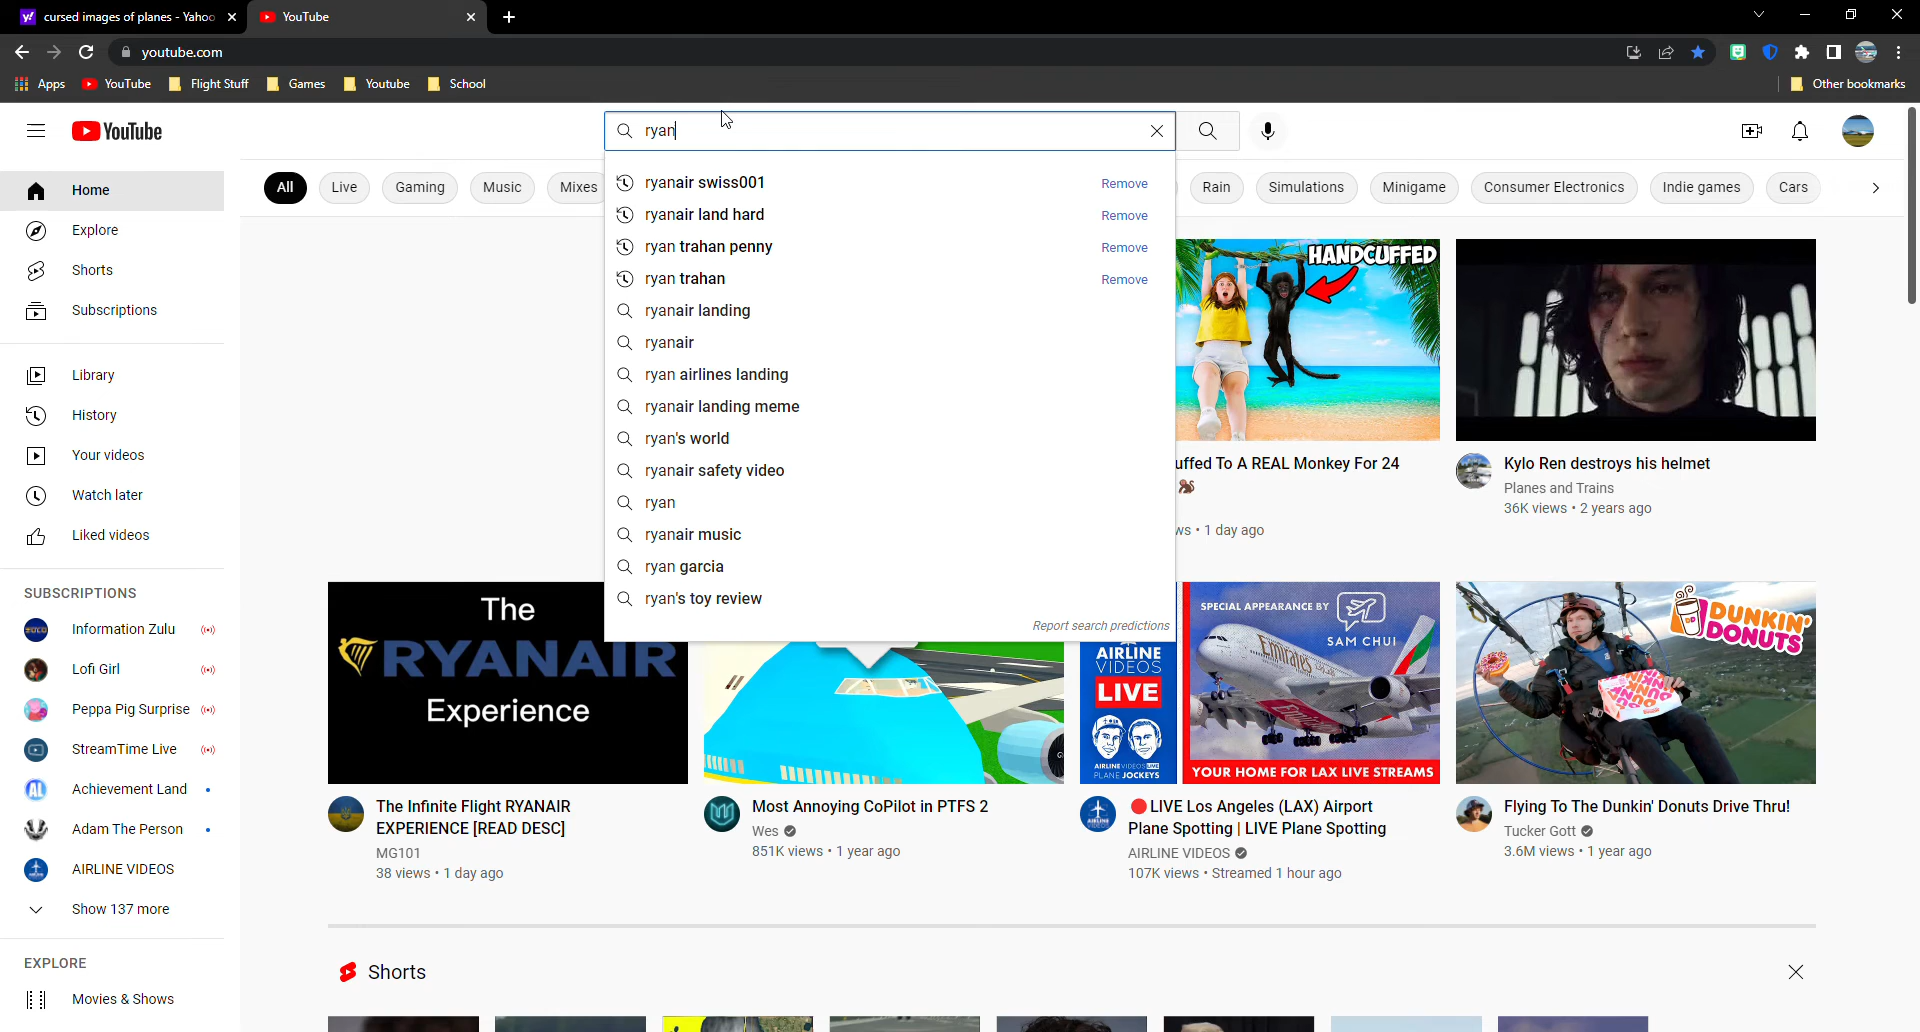 cursed images of planes - Yahoo
YouTube
youtube.com
Apps
YouTube
Flight Stuff
Games
Youtube
School
Other bookmarks
YouTube
ryan
Home
Explore
Shorts
Subscriptions
Library
History
Your videos
Watch later
Liked videos
SUBSCRIPTIONS
Information Zulu
Lofi Girl
Peppa Pig Surprise
StreamTime Live
Achievement Land
Adam The Person
AIRLINE VIDEOS
Show 137 more
EXPLORE
Movies & Shows
All
Live
Gaming
Music
Mixes
Rain
Simulations
Minigame
Consumer Electronics
Indie games
Cars
ryanair swiss001 Remove
ryanair land hard Remove
ryan trahan penny Remove
ryan trahan Remove
ryanair landing
ryanair
ryan airlines landing
ryanair landing meme
ryan's world
ryanair safety video
ryan
ryanair music
ryan garcia
ryan's toy review
Report search predictions
HANDCUFFED
uffed To A REAL Monkey For 24
ws • 1 day ago
Kylo Ren destroys his helmet
Planes and Trains
36K views • 2 years ago
The
RYANAIR
Experience
The Infinite Flight RYANAIR
EXPERIENCE [READ DESC]
MG101
38 views • 1 day ago
Most Annoying CoPilot in PTFS 2
Wes
851K views • 1 year ago
AIRLINE
VIDEOS
LIVE
AIRLINEVIDEOS LIVE
PLANE JOCKEYS
SPECIAL APPEARANCE BY
SAM CHUI
Emirates
YOUR HOME FOR LAX LIVE STREAMS
LIVE Los Angeles (LAX) Airport
Plane Spotting | LIVE Plane Spotting
AIRLINE VIDEOS
107K views • Streamed 1 hour ago
DUNKIN'
DONUTS
Flying To The Dunkin' Donuts Drive Thru!
Tucker Gott
3.6M views • 1 year ago
Shorts